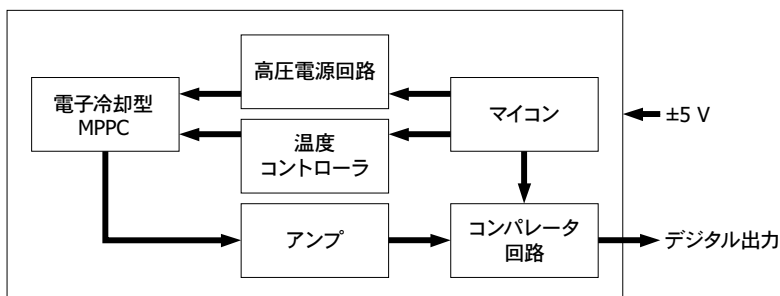 高圧電源回路
電子冷却型
MPPC
マイコン
±5 V
温度
コントローラ
アンプ
コンパレータ
回路
デジタル出力